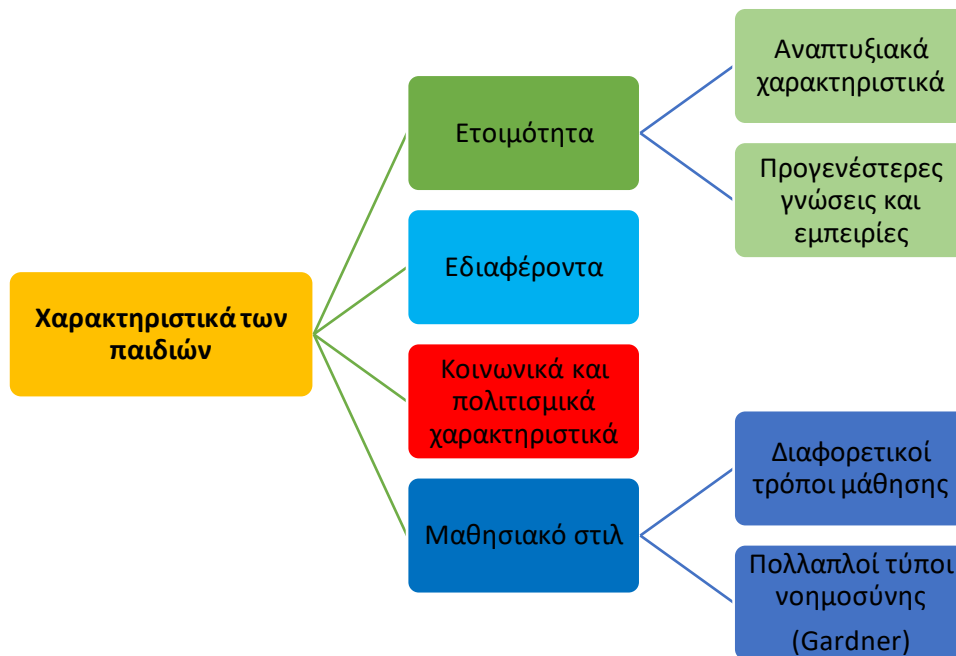 Χαρακτηριστικά των
παιδιών
Ετοιμότητα
Αναπτυξιακά
χαρακτηριστικά
Προγενέστερες
γνώσεις και
εμπειρίες
Εδιαφέροντα
Κοινωνικά και
πολιτισμικά
χαρακτηριστικά
Μαθησιακό στιλ
Διαφορετικοί
τρόποι μάθησης
Πολλαπλοί τύποι
νοημοσύνης
(Gardner)